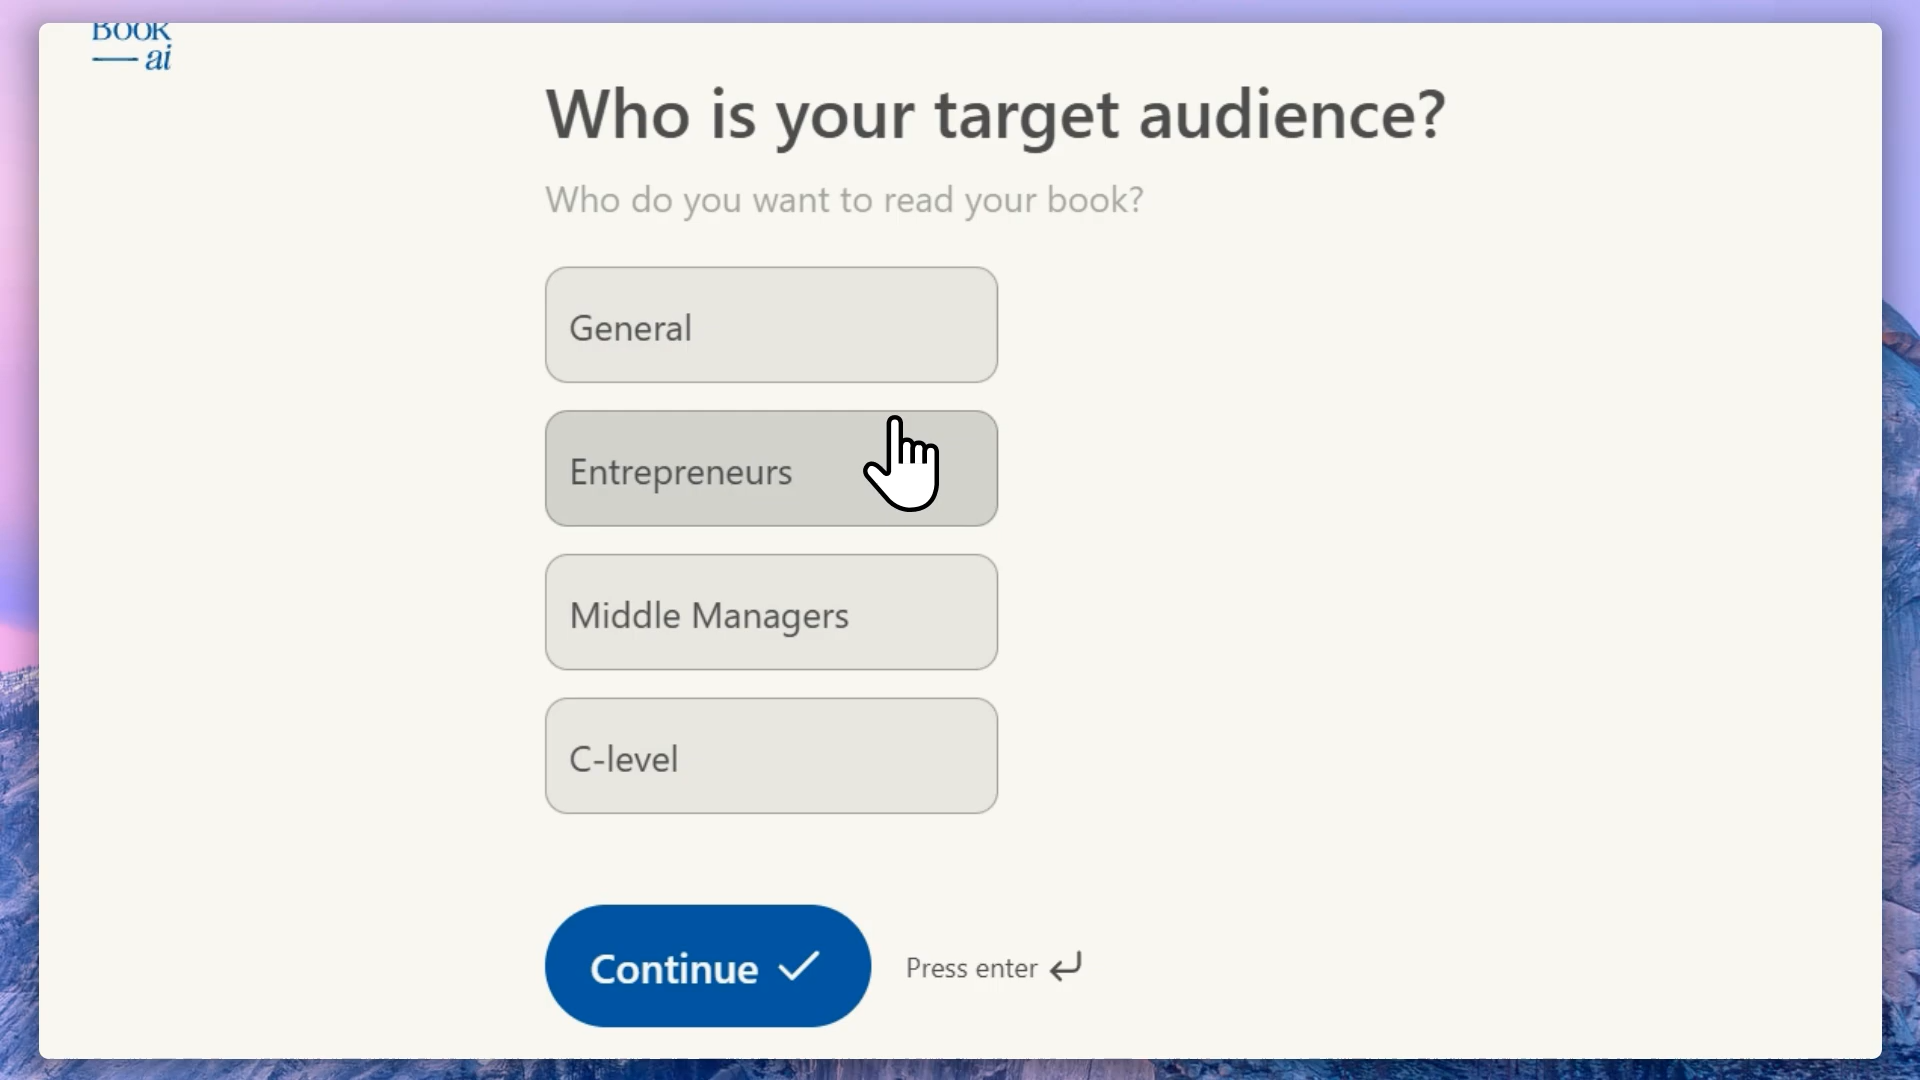 BOOK
ai
Who is your target audience?
Who do you want to read your book?
General
Entrepreneurs
Middle Managers
C-level
Continue
Press enter